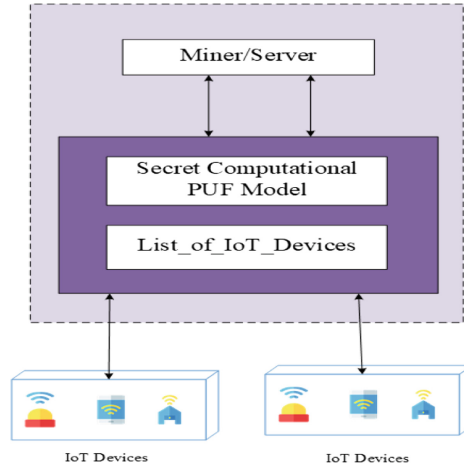 Miner/Server
Secret Computational
PUF Model
List_of_IoT_Devices
IoT Devices
IoT Devices